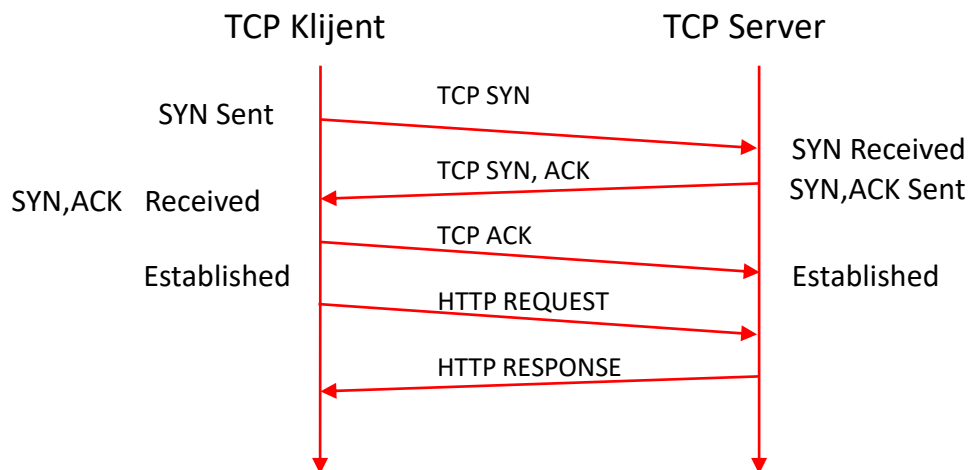 TCP Klijent
TCP Server
TCP SYN
SYN Sent
SYN Received
TCP SYN, ACK
SYN,ACK Sent
SYN,ACK   Received
TCP ACK
Established
Established
HTTP REQUEST
HTTP RESPONSE